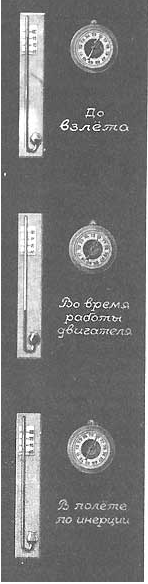 До
взлёта
Во время
работы
двигателя
В полёте
по инерции